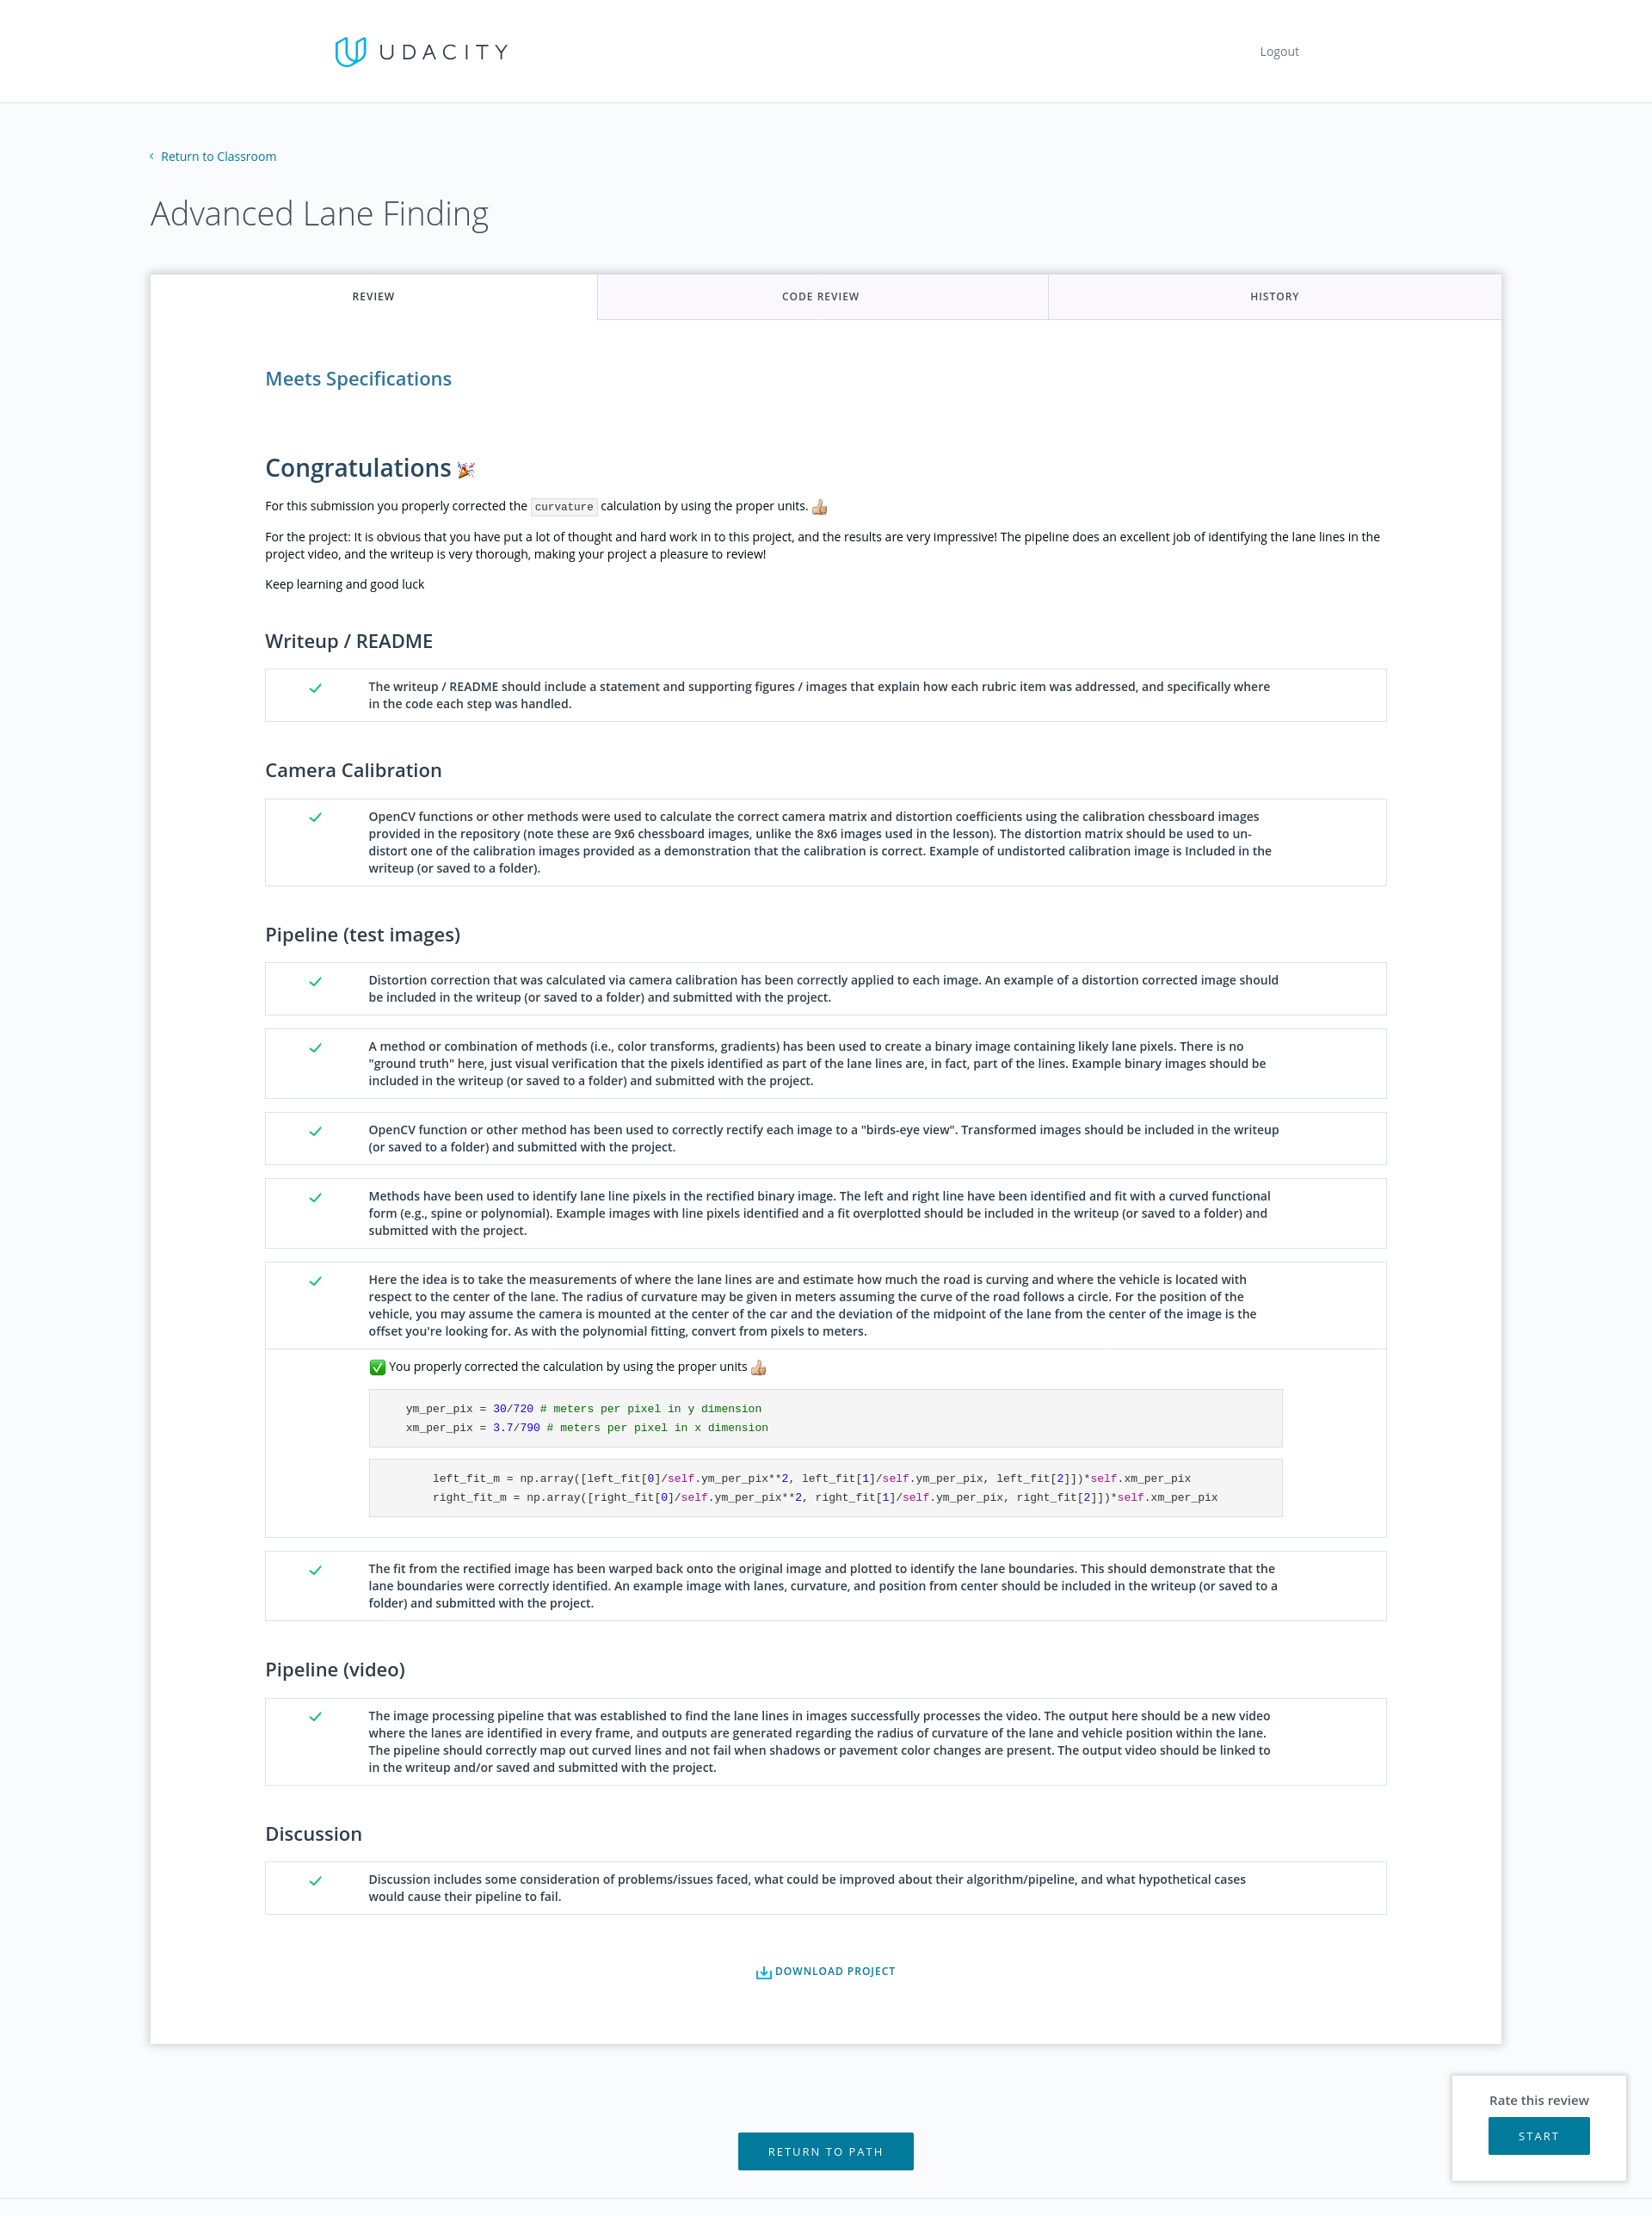 UDACITY
Logout
Return to Classroom
Advanced Lane Finding
REVIEW
CODE REVIEW
HISTORY
Meets Specifications
Congratulations 🎉
For this submission you properly corrected the curvature calculation by using the proper units. 👍
For the project: It is obvious that you have put a lot of thought and hard work in to this project, and the results are very impressive! The pipeline does an excellent job of identifying the lane lines in the
project video, and the writeup is very thorough, making your project a pleasure to review!
Keep learning and good luck
Writeup / README
The writeup / README should include a statement and supporting figures / images that explain how each rubric item was addressed, and specifically where
in the code each step was handled.
Camera Calibration
OpenCV functions or other methods were used to calculate the correct camera matrix and distortion coefficients using the calibration chessboard images
provided in the repository (note these are 9x6 chessboard images, unlike the 8x6 images used in the lesson). The distortion matrix should be used to un-
distort one of the calibration images provided as a demonstration that the calibration is correct. Example of undistorted calibration image is Included in the
writeup (or saved to a folder).
Pipeline (test images)
Distortion correction that was calculated via camera calibration has been correctly applied to each image. An example of a distortion corrected image should
be included in the writeup (or saved to a folder) and submitted with the project.
A method or combination of methods (i.e., color transforms, gradients) has been used to create a binary image containing likely lane pixels. There is no
"ground truth" here, just visual verification that the pixels identified as part of the lane lines are, in fact, part of the lines. Example binary images should be
included in the writeup (or saved to a folder) and submitted with the project.
OpenCV function or other method has been used to correctly rectify each image to a "birds-eye view". Transformed images should be included in the writeup
(or saved to a folder) and submitted with the project.
Methods have been used to identify lane line pixels in the rectified binary image. The left and right line have been identified and fit with a curved functional
form (e.g., spine or polynomial). Example images with line pixels identified and a fit overplotted should be included in the writeup (or saved to a folder) and
submitted with the project.
Here the idea is to take the measurements of where the lane lines are and estimate how much the road is curving and where the vehicle is located with
respect to the center of the lane. The radius of curvature may be given in meters assuming the curve of the road follows a circle. For the position of the
vehicle, you may assume the camera is mounted at the center of the car and the deviation of the midpoint of the lane from the center of the image is the
offset you're looking for. As with the polynomial fitting, convert from pixels to meters.
✅ You properly corrected the calculation by using the proper units 👍
ym_per_pix = 30/720 # meters per pixel in y dimension
xm_per_pix = 3.7/790 # meters per pixel in x dimension
left_fit_m = np.array([left_fit[0]/self.ym_per_pix**2, left_fit[1]/self.ym_per_pix, left_fit[2]])*self.xm_per_pix
right_fit_m = np.array([right_fit[0]/self.ym_per_pix**2, right_fit[1]/self.ym_per_pix, right_fit[2]])*self.xm_per_pix
The fit from the rectified image has been warped back onto the original image and plotted to identify the lane boundaries. This should demonstrate that the
lane boundaries were correctly identified. An example image with lanes, curvature, and position from center should be included in the writeup (or saved to a
folder) and submitted with the project.
Pipeline (video)
The image processing pipeline that was established to find the lane lines in images successfully processes the video. The output here should be a new video
where the lanes are identified in every frame, and outputs are generated regarding the radius of curvature of the lane and vehicle position within the lane.
The pipeline should correctly map out curved lines and not fail when shadows or pavement color changes are present. The output video should be linked to
in the writeup and/or saved and submitted with the project.
Discussion
Discussion includes some consideration of problems/issues faced, what could be improved about their algorithm/pipeline, and what hypothetical cases
would cause their pipeline to fail.
DOWNLOAD PROJECT
Rate this review
START
RETURN TO PATH